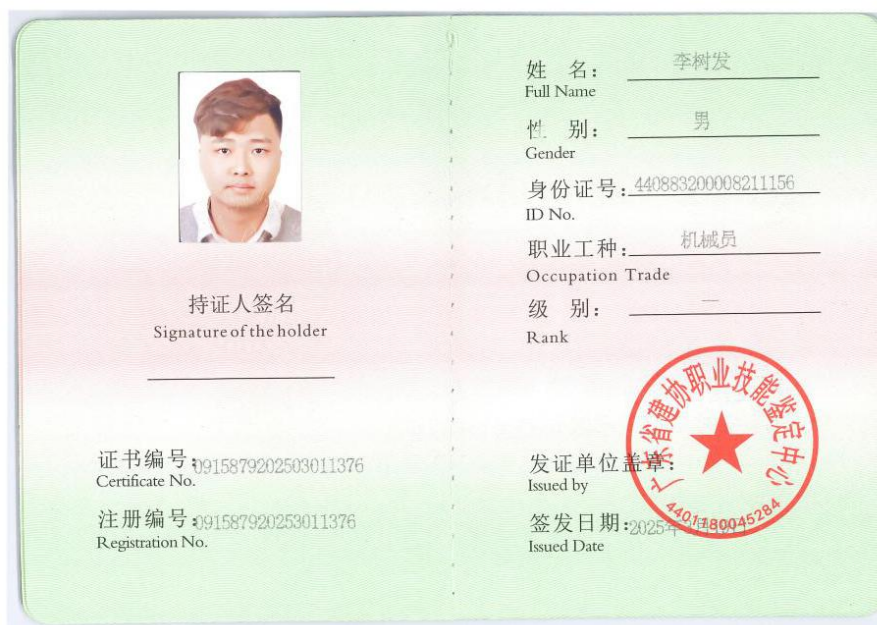 持证人签名
Signature of the holder
证书编号:0915879202503011376
Certificate No.
注册编号:091587920253011376
Registration No.
姓 名: 李树发
Full Name
性 别: 男
Gender
身份证号:440883200008211156
ID No.
职业工种: 机械员
Occupation Trade
级 别: 一
Rank
发证单位盖章:
Issued by
签发日期:2025年
Issued Date
广东省建协职业技能鉴定中心
4401180045284